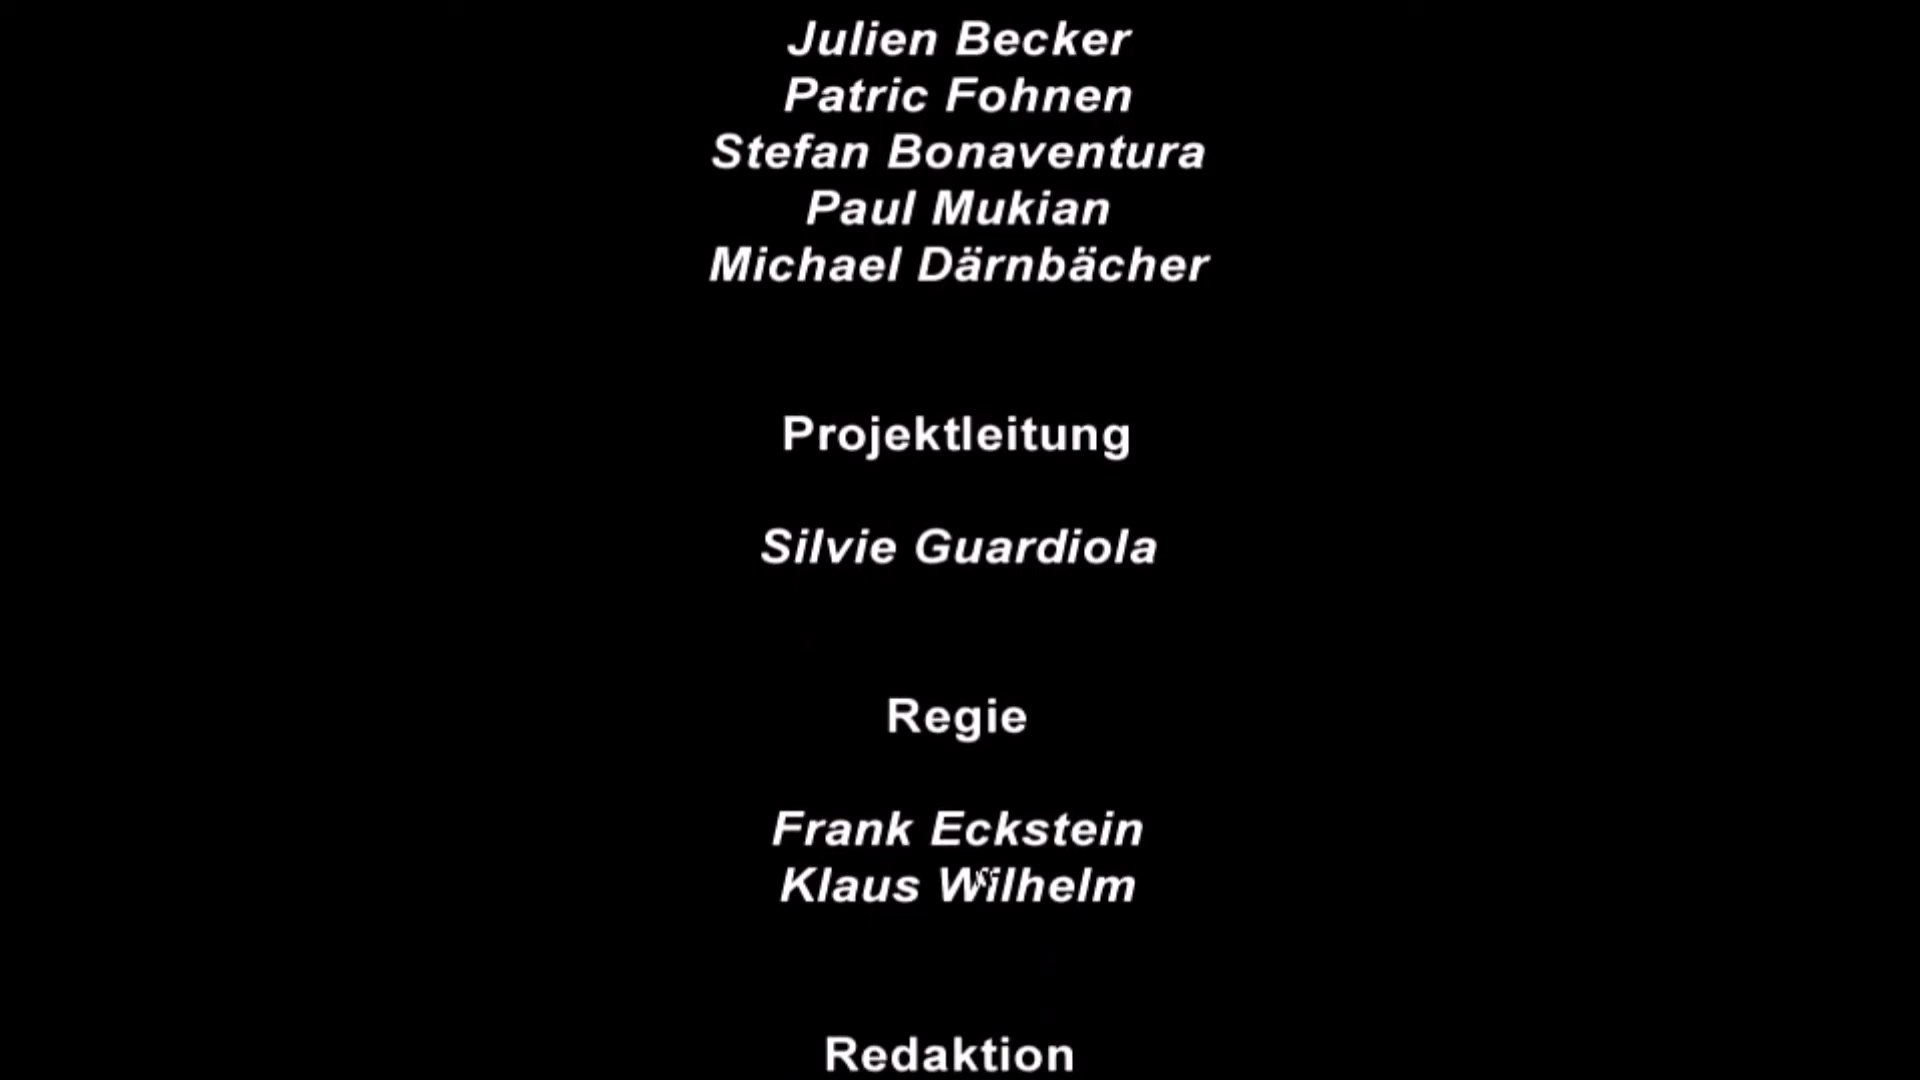 Julien Becker
Patric Fohnen
Stefan Bonaventura
Paul Mukian
Michael Därnbächer
Projektleitung
Silvie Guardiola
Regie
Frank Eckstein
Klaus Wilhelm
Redaktion